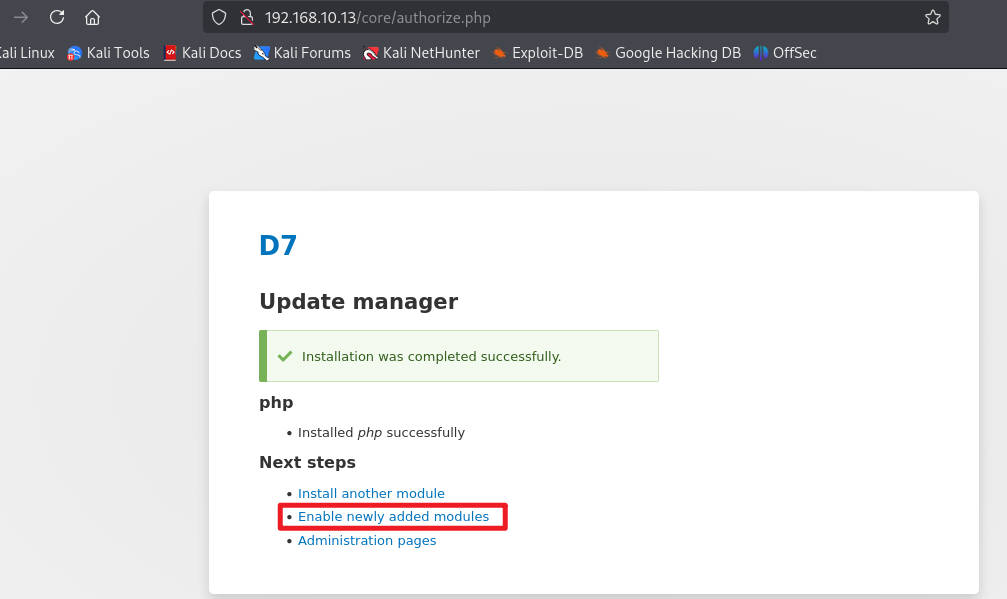 192.168.10.13/core/authorize.php
Kali Linux Kali Tools Kali Docs Kali Forums Kali NetHunter Exploit-DB Google Hacking DB OffSec
D7
Update manager
Installation was completed successfully.
php
• Installed php successfully
Next steps
• Install another module
• Enable newly added modules
• Administration pages